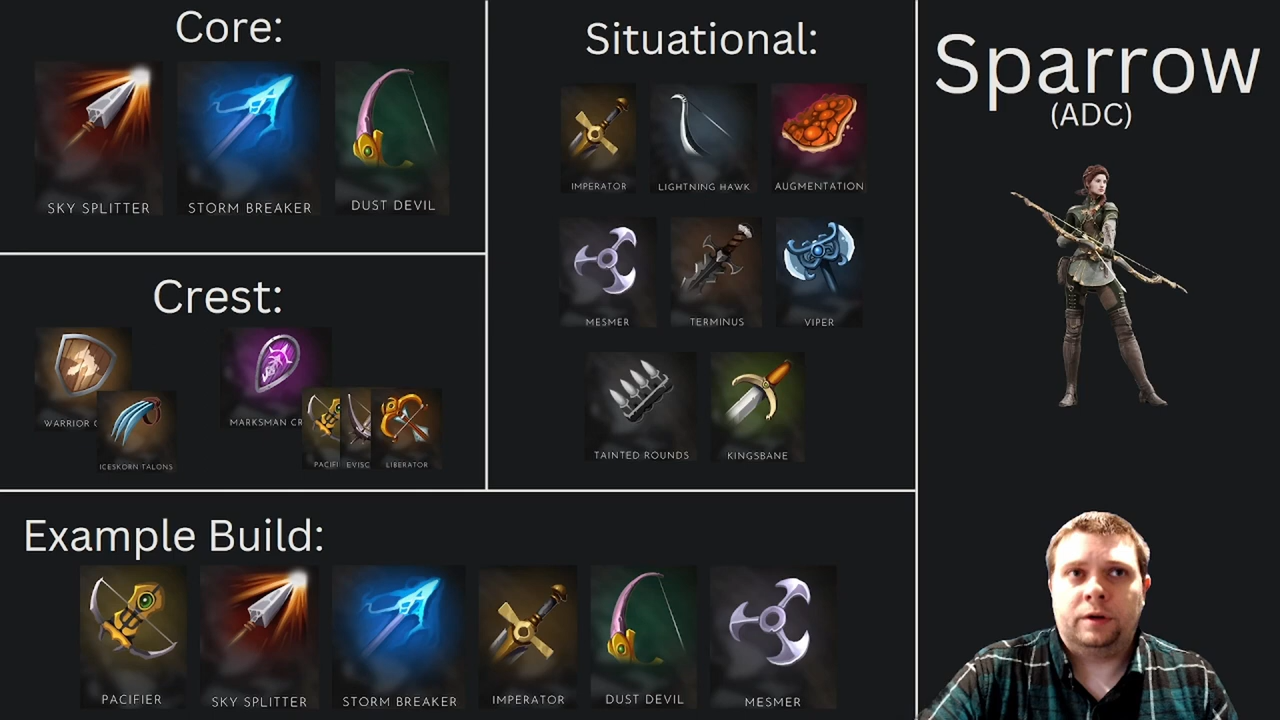 Core:
SKY SPLITTER
STORM BREAKER
DUST DEVIL
Crest:
WARRIOR
ICESKORN TALONS
MARKSMAN CR
PACIFI
EVISC
LIBERATOR
Situational:
IMPERATOR
LIGHTNING HAWK
AUGMENTATION
MESMER
TERMINUS
VIPER
TAINTED ROUNDS
KINGSBANE
Sparrow
(ADC)
Example Build:
PACIFIER
SKY SPLITTER
STORM BREAKER
IMPERATOR
DUST DEVIL
MESMER